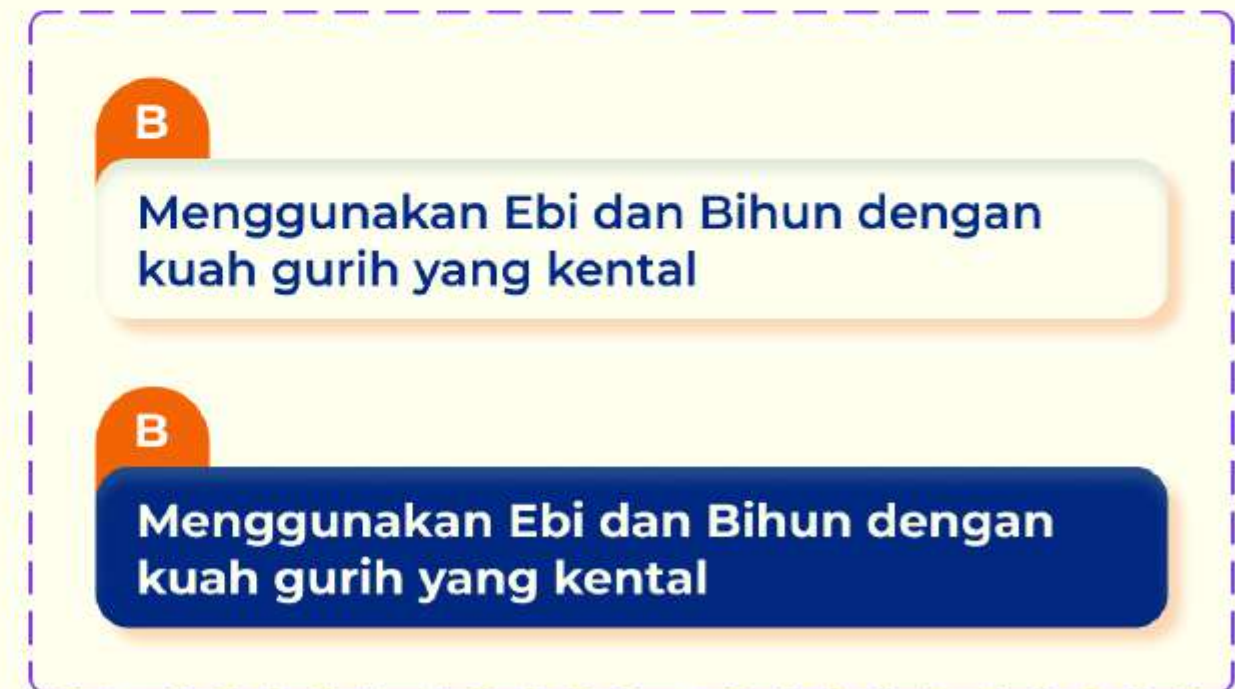 B
Menggunakan Ebi dan Bihun dengan
kuah gurih yang kental
B
Menggunakan Ebi dan Bihun dengan
kuah gurih yang kental